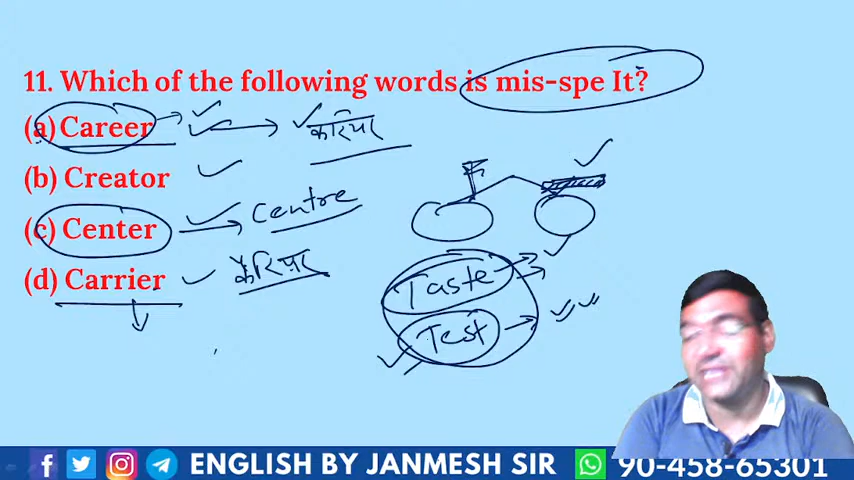 11. Which of the following words is mis-spe It?
(a) Career करियर
(b) Creator
(c) Center Centre
(d) Carrier कैरियर
Taste
Test
ENGLISH BY JANMESH SIR 90-458-65301